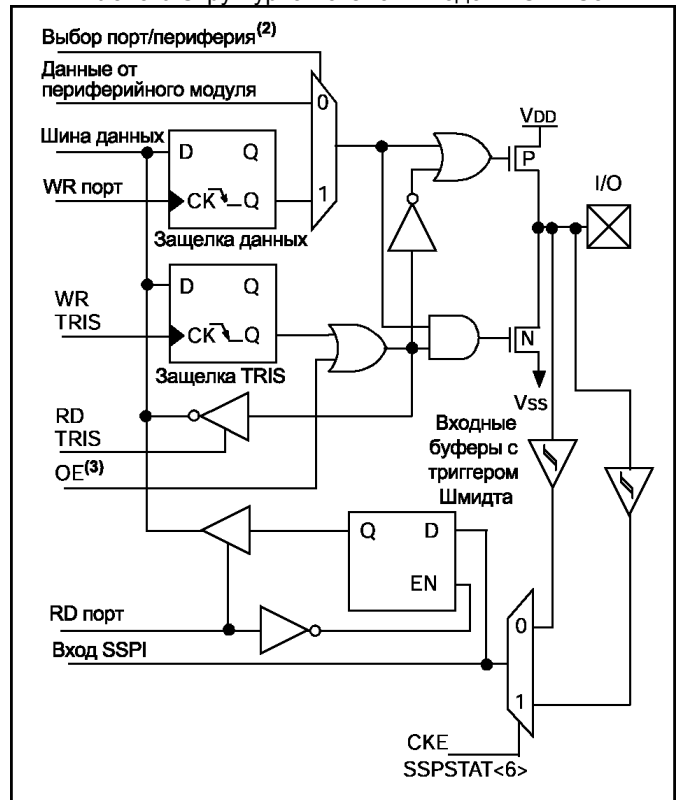 Выбор порт/периферия(2)
Данные от
периферийного модуля
0
VDD
Шина данных
D Q
P
I/O
WR порт
CK Q
1
Защелка данных
D Q
WR
TRIS
CK Q
N
Защелка TRIS
Vss
RD
TRIS
Входные
буферы с
триггером
Шмидта
OE(3)
Q D
EN
RD порт
0
Вход SSPI
1
CKE
SSPSTAT<6>